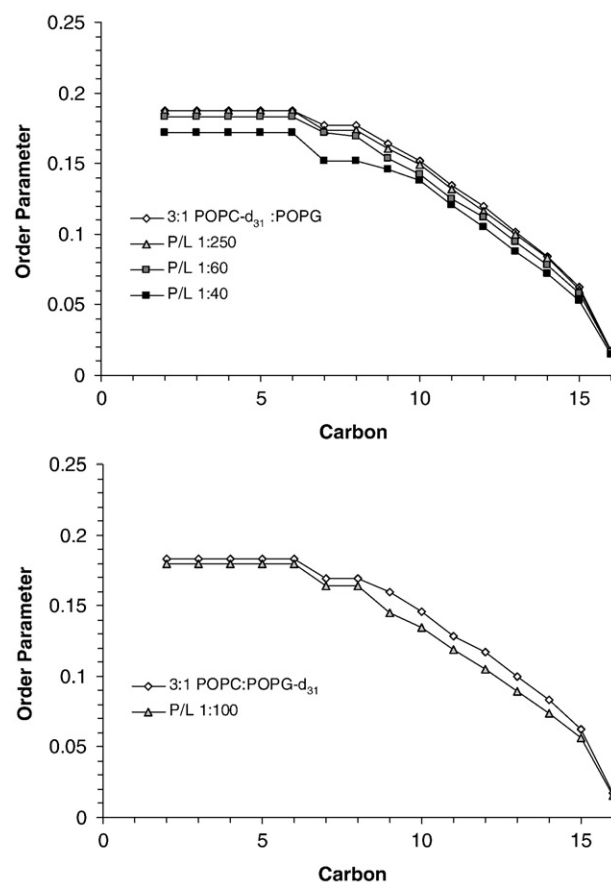 0.25
0.2
0.15
0.1
0.05
0
Order Parameter
3:1 POPC-d31 :POPG
P/L 1:250
P/L 1:60
P/L 1:40
0 5 10 15
Carbon
0.25
0.2
0.15
0.1
0.05
0
Order Parameter
3:1 POPC:POPG-d31
P/L 1:100
0 5 10 15
Carbon